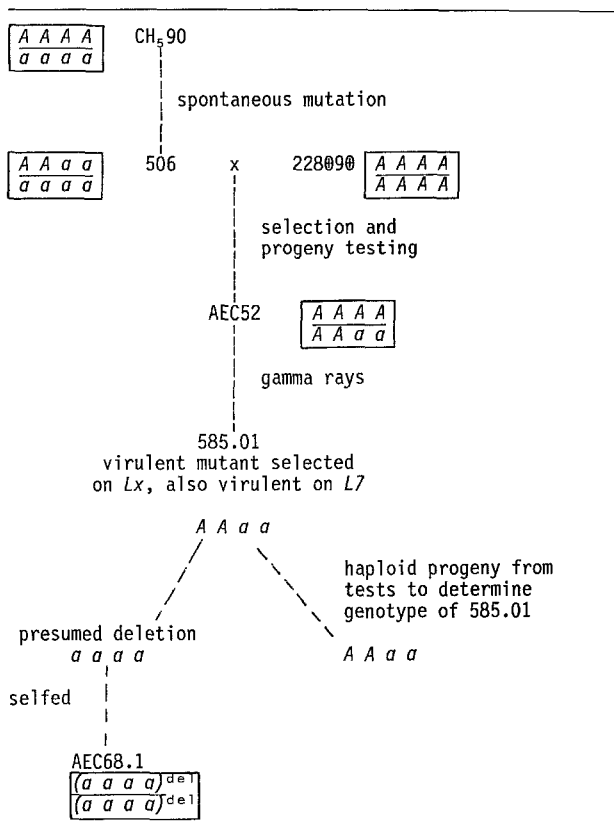 A A A A CH₅90
a a a a
spontaneous mutation
A A a a 506 x 228090 A A A A
a a a a A A A A
selection and
progeny testing
AEC52 A A A A
A A a a
gamma rays
585.01
virulent mutant selected
on Lx, also virulent on L7
A A a a
haploid progeny from
tests to determine
genotype of 585.01
presumed deletion
a a a a A A a a
selfed
AEC68.1
(a a a a)ᵈᵉˡ
(a a a a)ᵈᵉˡ